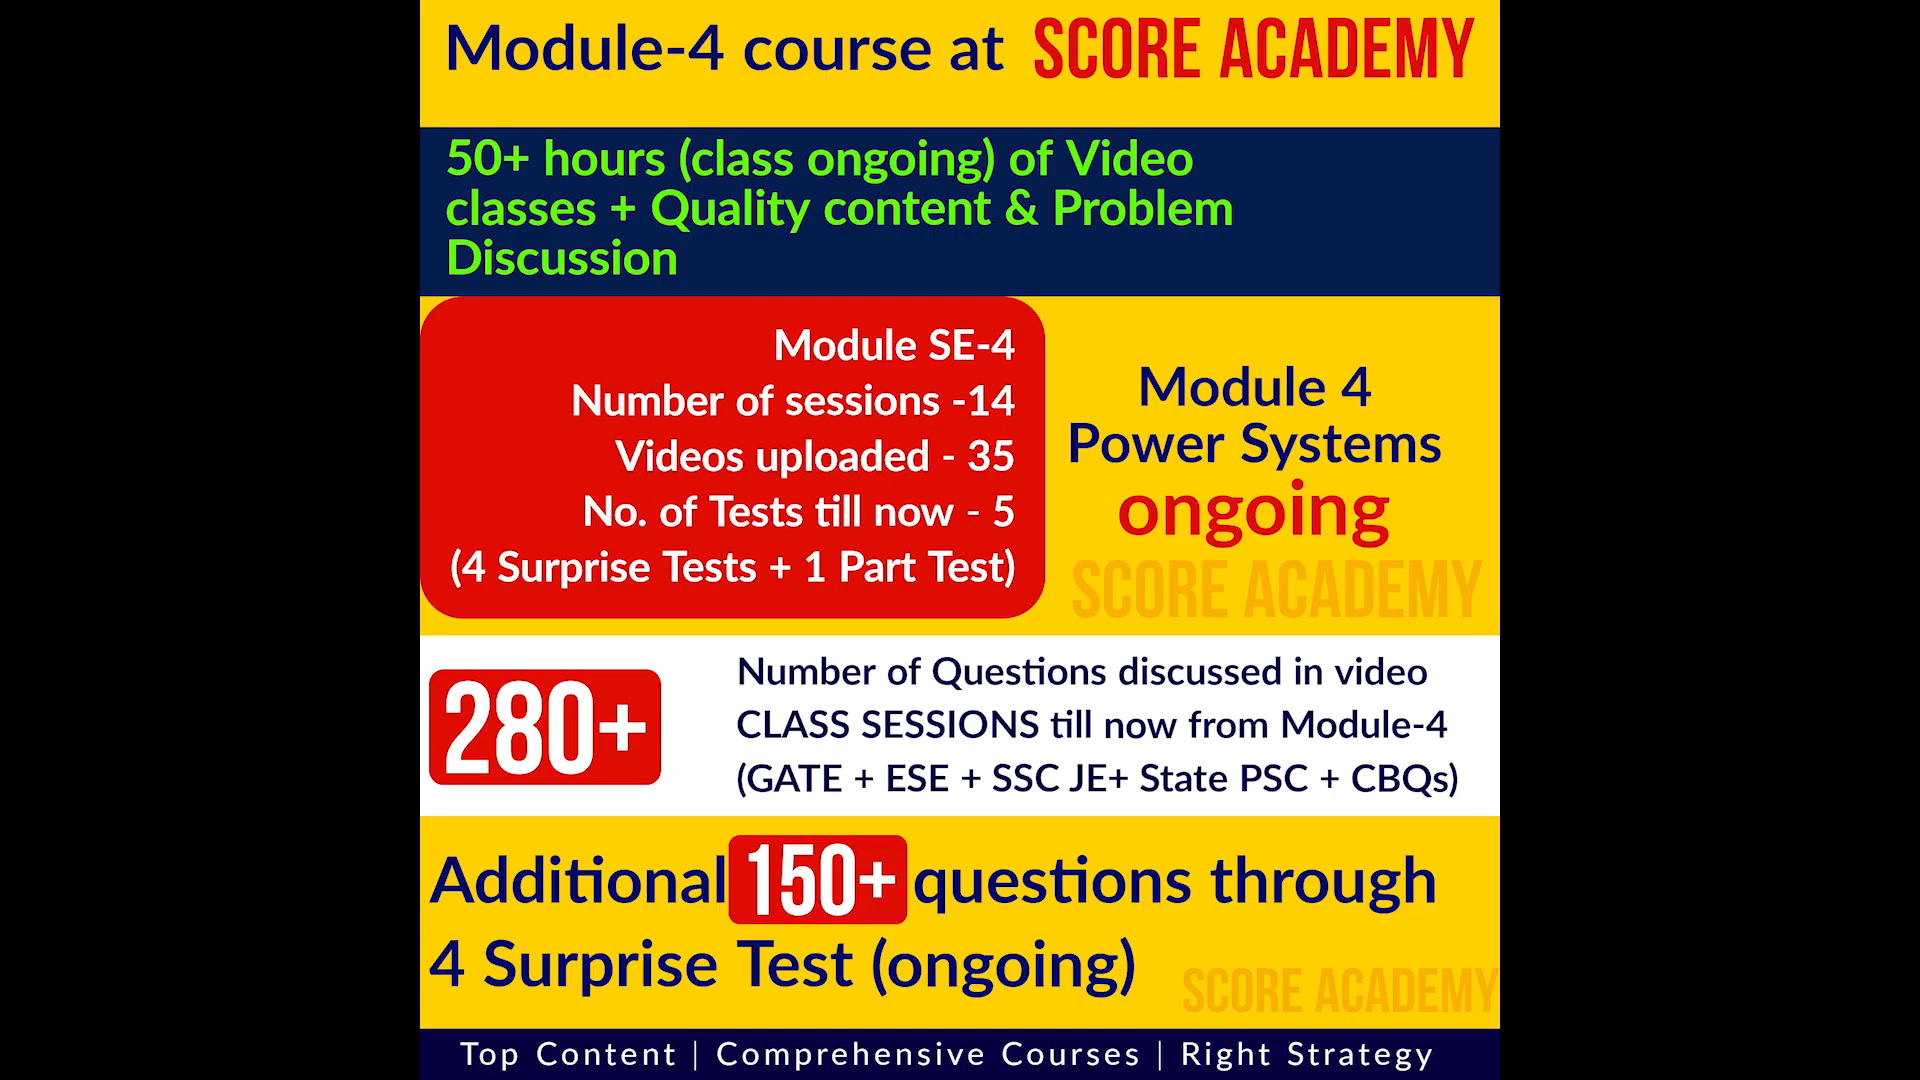 Module-4 course at SCORE ACADEMY
50+ hours (class ongoing) of Video
classes + Quality content & Problem
Discussion
Module SE-4
Number of sessions -14
Videos uploaded - 35
No. of Tests till now - 5
(4 Surprise Tests + 1 Part Test)
Module 4
Power Systems
ongoing
SCORE ACADEMY
280+
Number of Questions discussed in video
CLASS SESSIONS till now from Module-4
(GATE + ESE + SSC JE+ State PSC + CBQs)
Additional 150+ questions through
4 Surprise Test (ongoing)
SCORE ACADEMY
Top Content | Comprehensive Courses | Right Strategy